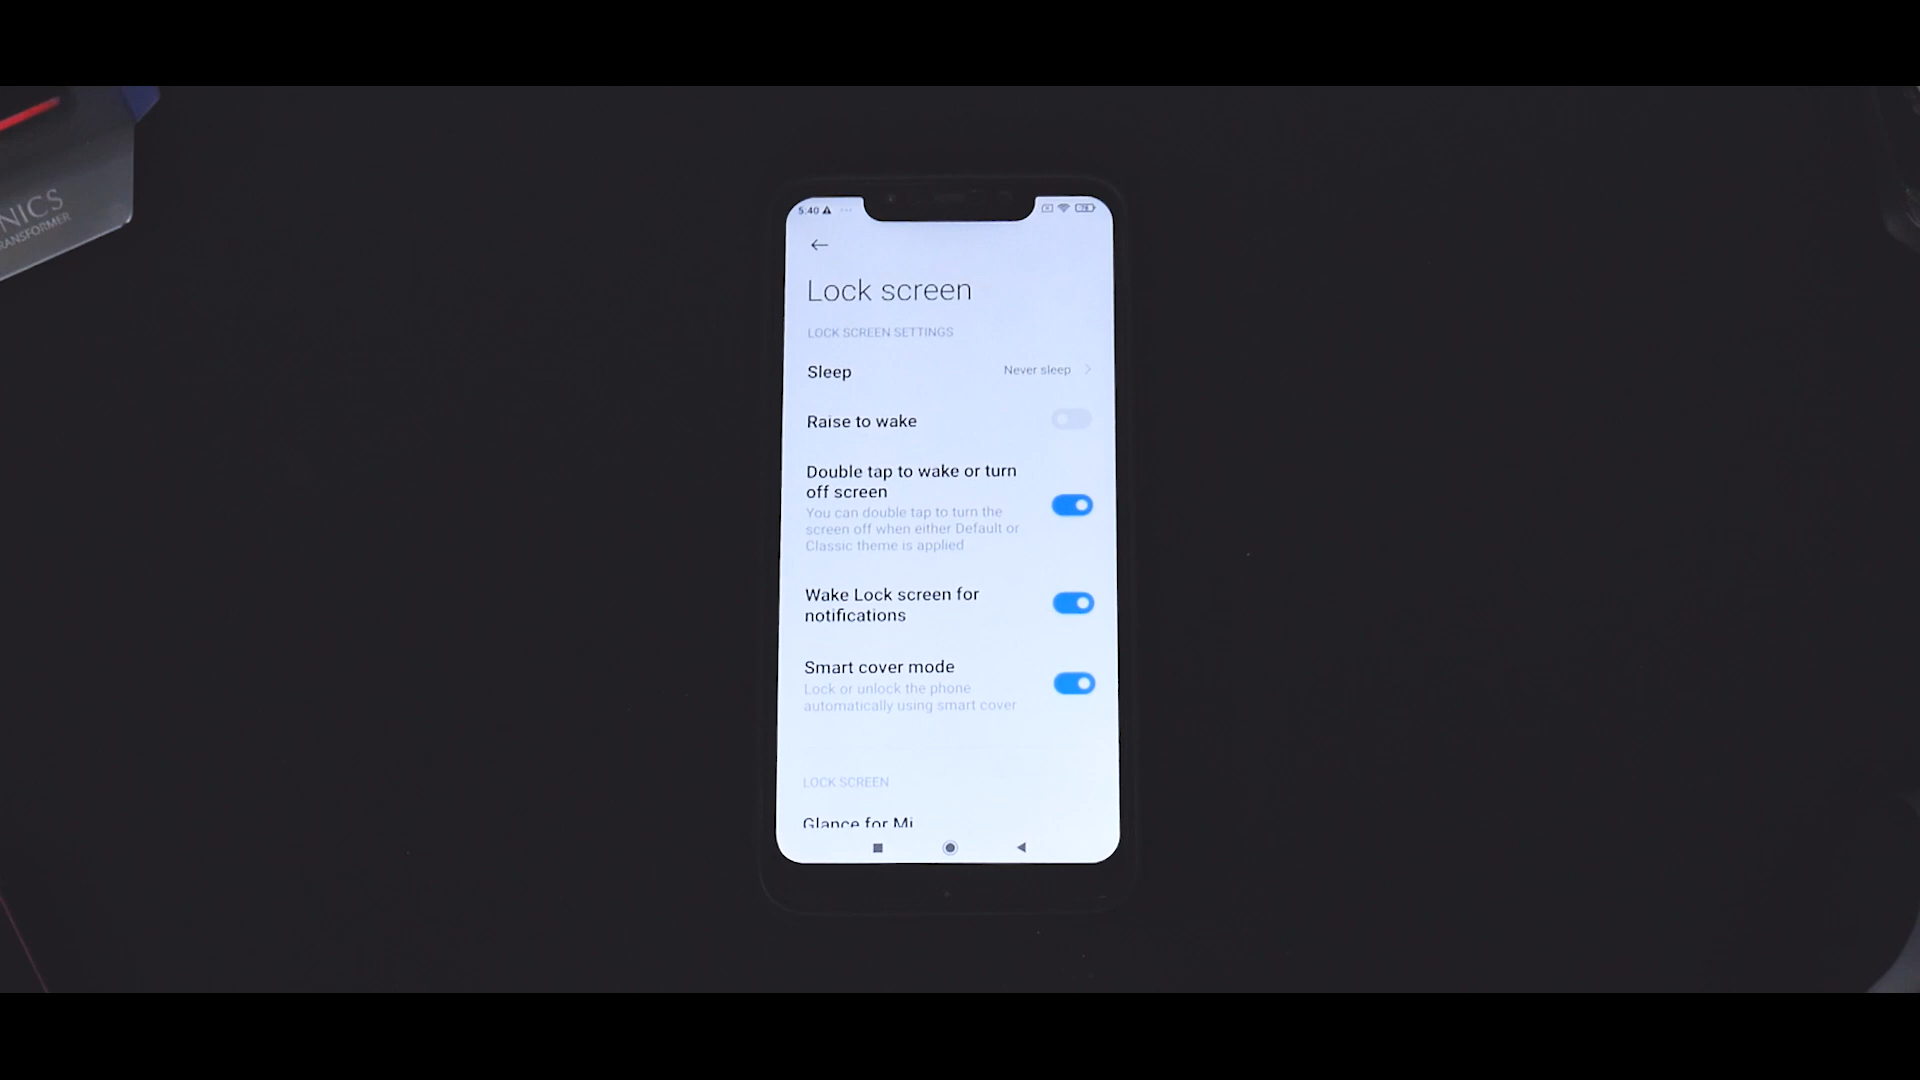 NICS
RANSFORMER
5:40
78
Lock screen
LOCK SCREEN SETTINGS
Sleep
Never sleep
Raise to wake
Double tap to wake or turn
off screen
You can double tap to turn the
screen off when either Default or
Classic theme is applied
Wake Lock screen for
notifications
Smart cover mode
Lock or unlock the phone
automatically using smart cover
LOCK SCREEN
Glance for Mi